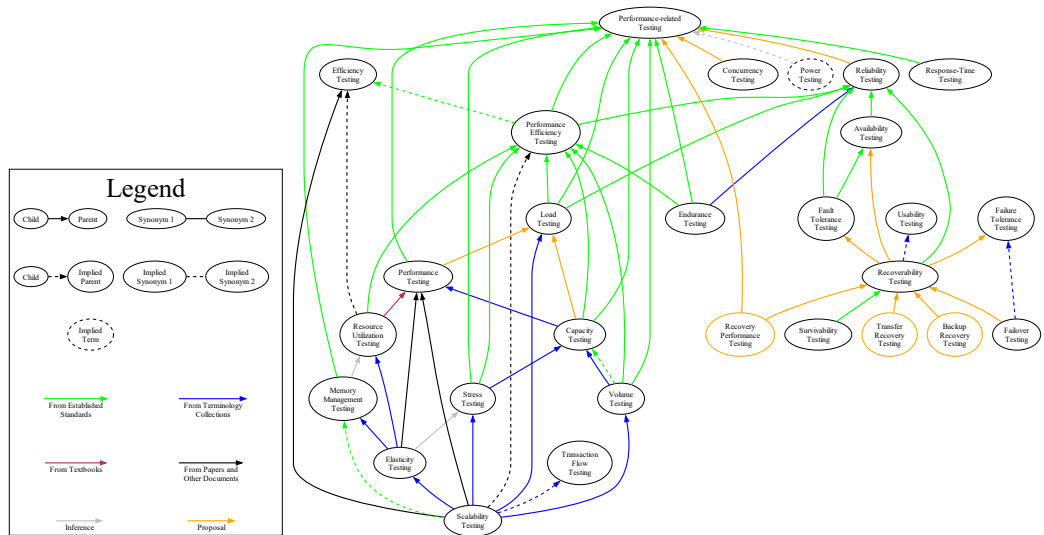 Performance-related
Testing
Efficiency
Testing
Concurrency
Testing
Power
Testing
Reliability
Testing
Response-Time
Testing
Performance
Efficiency
Testing
Availability
Testing
Legend
Child
Parent
Synonym 1
Synonym 2
Load
Testing
Endurance
Testing
Fault
Tolerance
Testing
Usability
Testing
Failure
Tolerance
Testing
Child
Implied
Parent
Implied
Synonym 1
Implied
Synonym 2
Performance
Testing
Recoverability
Testing
Implied
Term
Resource
Utilization
Testing
Capacity
Testing
Recovery
Performance
Testing
Survivability
Testing
Transfer
Recovery
Testing
Backup
Recovery
Testing
Failover
Testing
Memory
Management
Testing
Stress
Testing
Volume
Testing
From Established
Standards
From Terminology
Collections
Elasticity
Testing
Transaction
Flow
Testing
From Textbooks
From Papers and
Other Documents
Scalability
Testing
Inference
Proposal